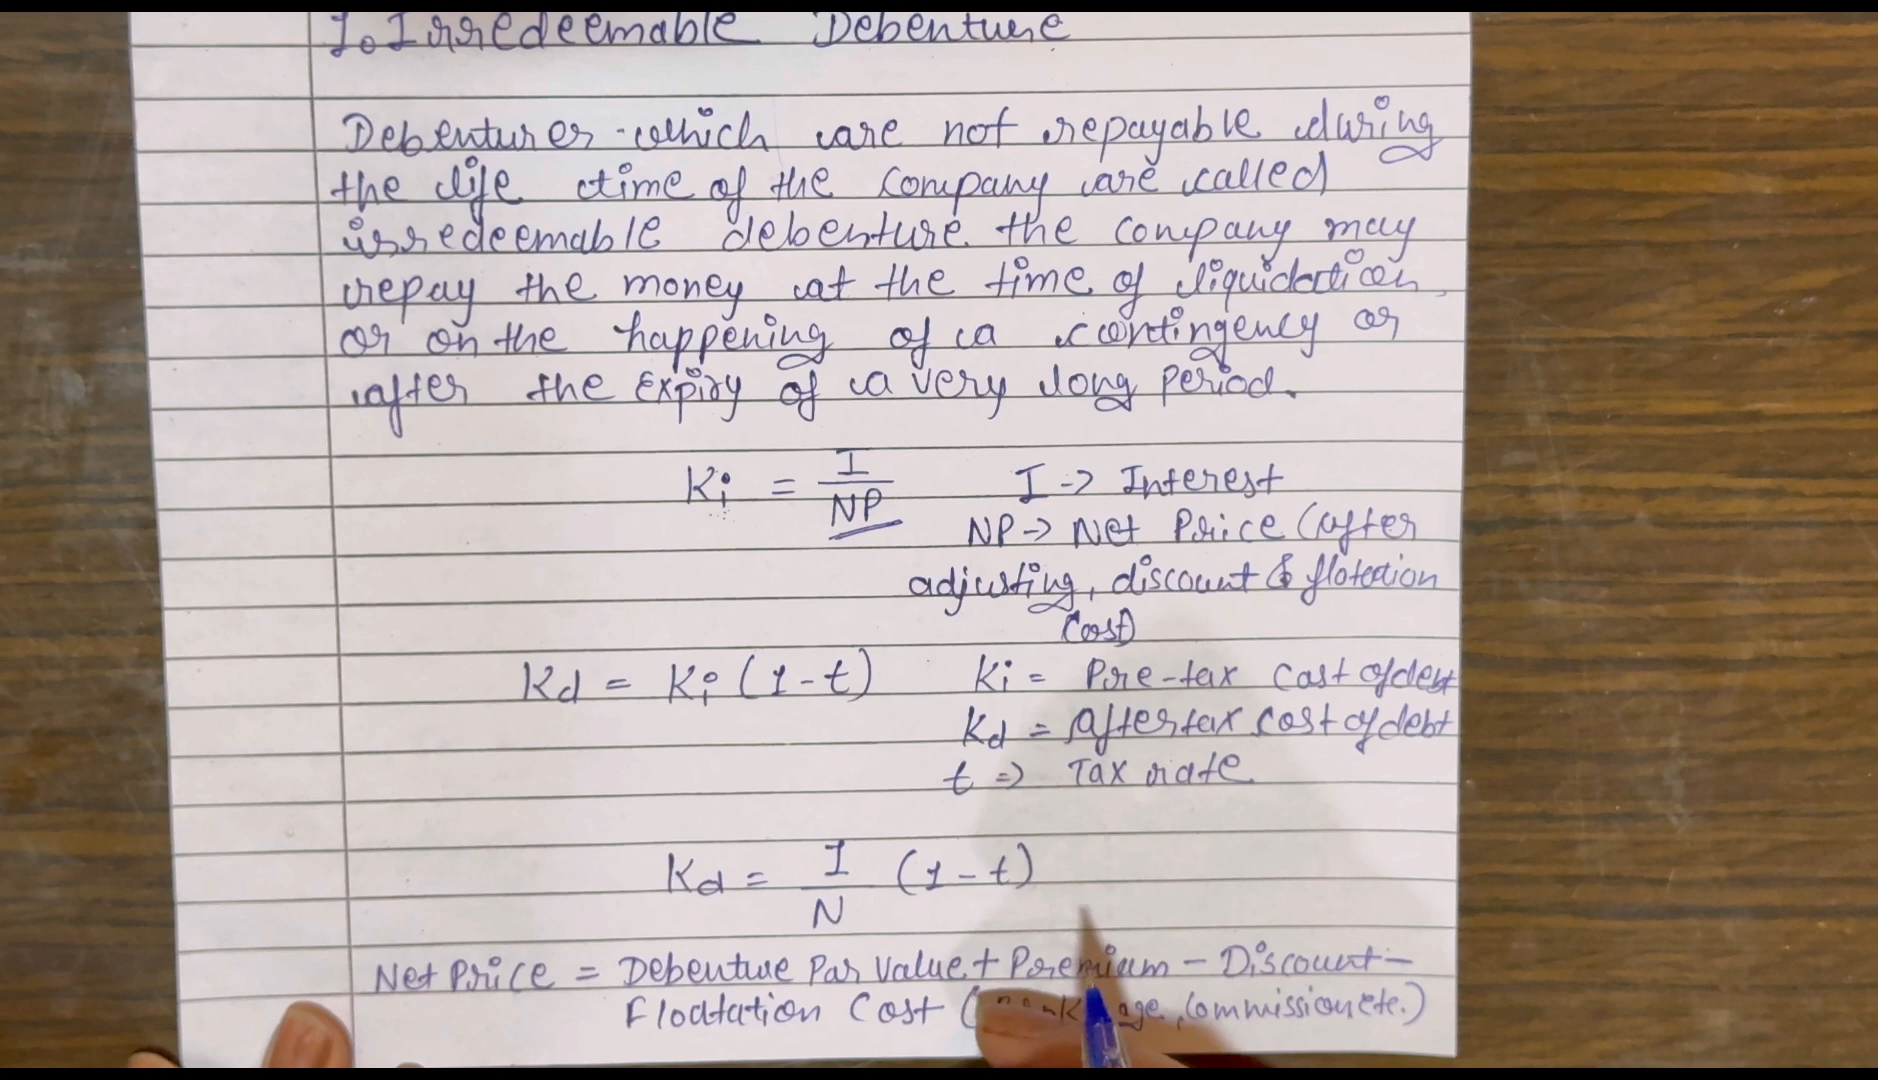 1. Irredeemable Debenture
Debentures which are not repayable during
the life time of the company are called
irredeemable debenture. the company may
repay the money at the time of liquidation
or on the happening of a contingency or
after the expiry of a very long period.
Ki = I / NP I -> Interest
NP -> Net Price (after
adjusting, discount & flotation
Cost)
Kd = Ki (1-t) Ki = Pre-tax Cost of debt
Kd = After tax cost of debt
t => Tax rate
Kd = I / N (1-t)
Net Price = Debenture Par Value + Premium - Discount -
Floatation Cost ( Commission etc.)